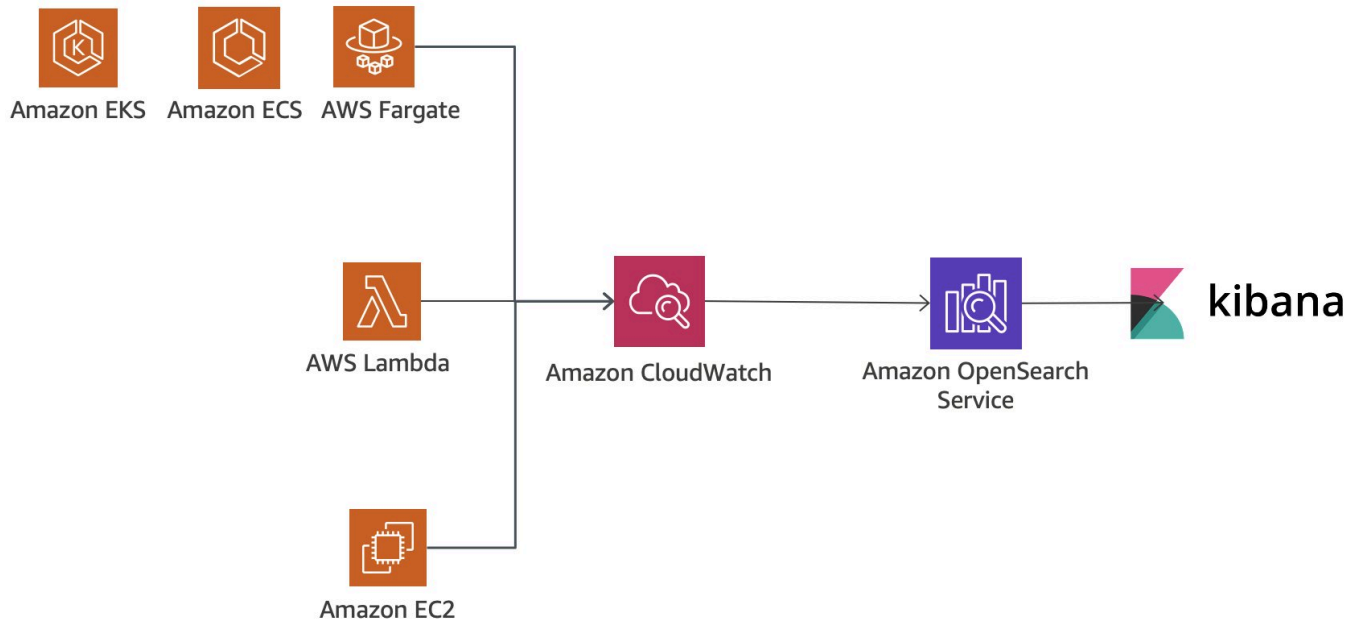 Amazon EKS
Amazon ECS
AWS Fargate
AWS Lambda
Amazon CloudWatch
Amazon OpenSearch
Service
kibana
Amazon EC2